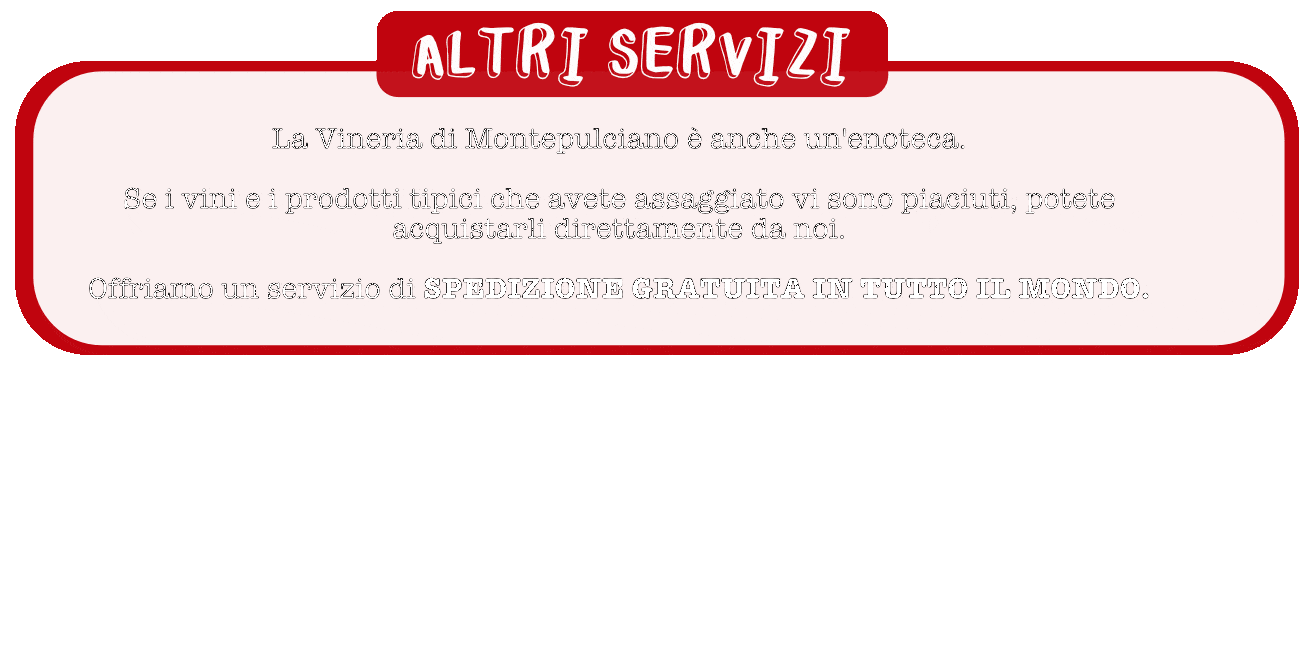 ALTRI SERVIZI
La Vineria di Montepulciano è anche un'enoteca.
Se i vini e i prodotti tipici che avete assaggiato vi sono piaciuti, potete
acquistarli direttamente da noi.
Offriamo un servizio di SPEDIZIONE GRATUITA IN TUTTO IL MONDO.